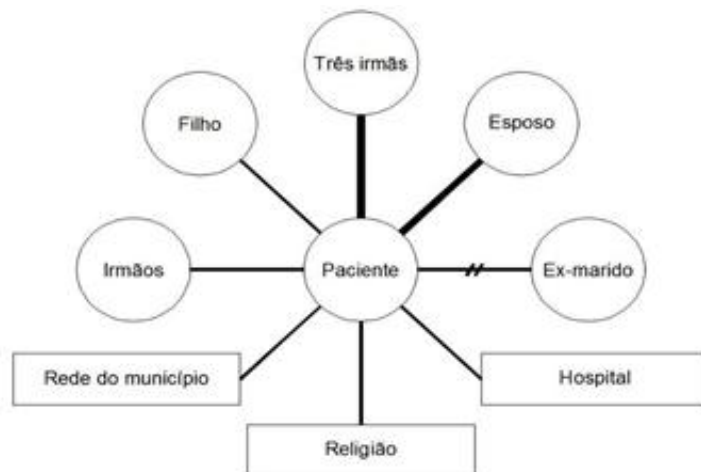 Três irmãs
Filho
Esposo
Irmãos
Paciente
Ex-marido
Rede do município
Hospital
Religião